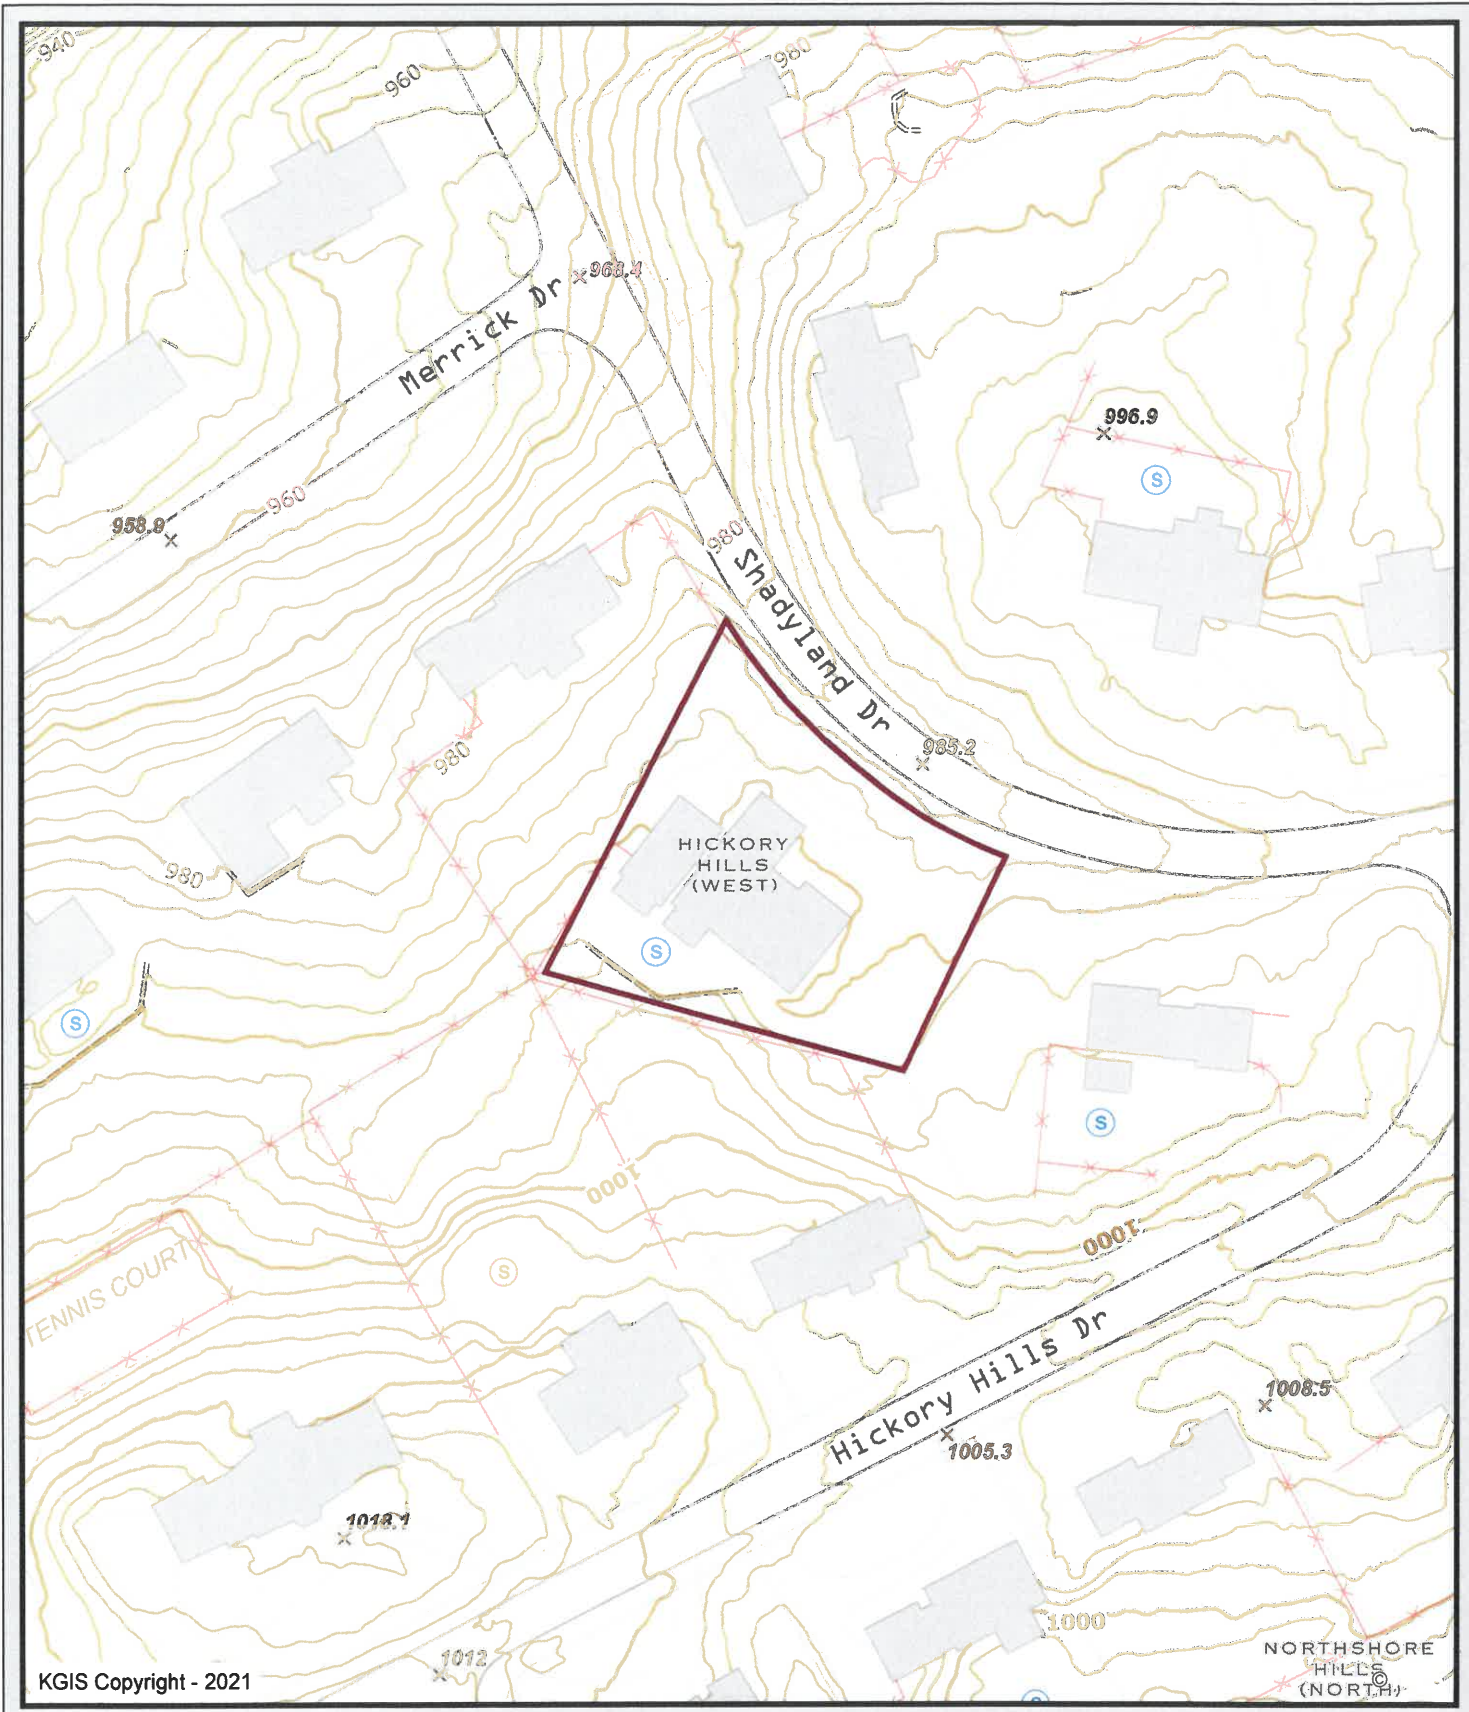 940
960
980
Merrick Dr
968.4
996.9
S
958.9
960
980
Shadyland Dr
985.2
980
980
HICKORY
HILLS
(WEST)
S
S
S
1000
1000
TENNIS COURT
S
Hickory Hills Dr
1008.5
1005.3
1018.1
1000
1012
NORTHSHORE
HILLS
(NORTH)
©
S
KGIS Copyright - 2021